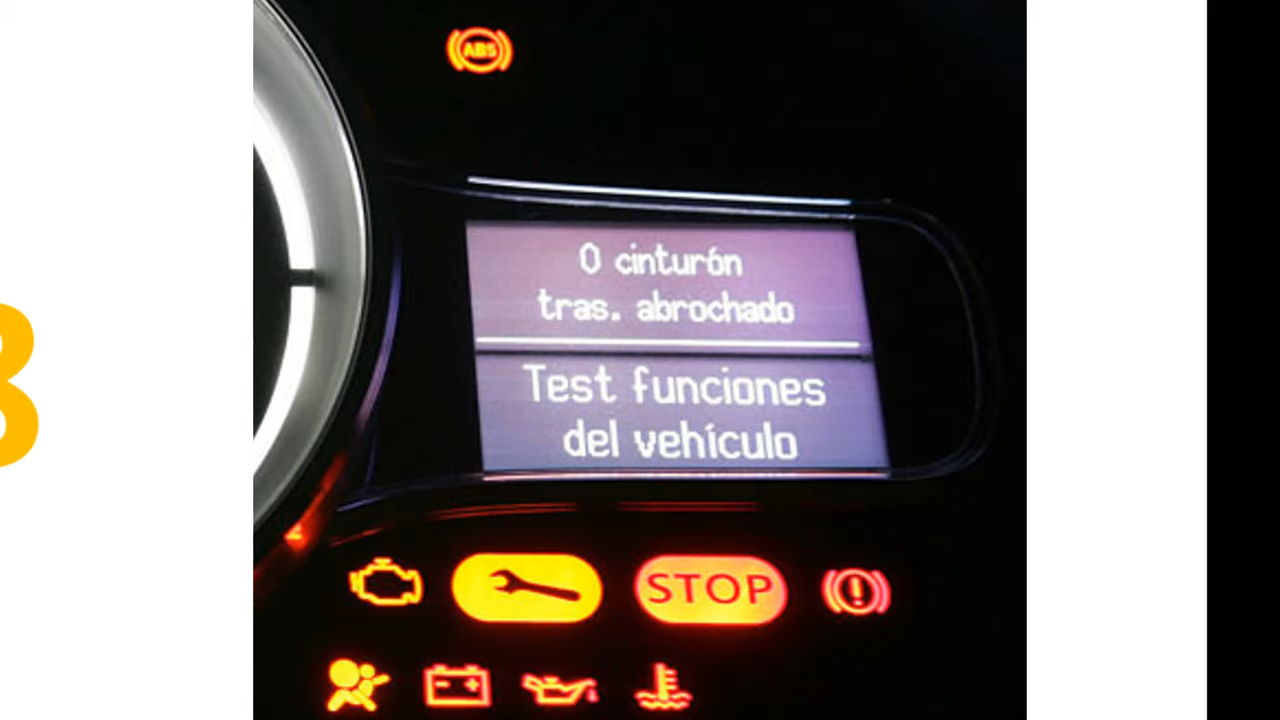 ABS
0 cinturón
tras. abrochado
Test funciones
del vehículo
STOP